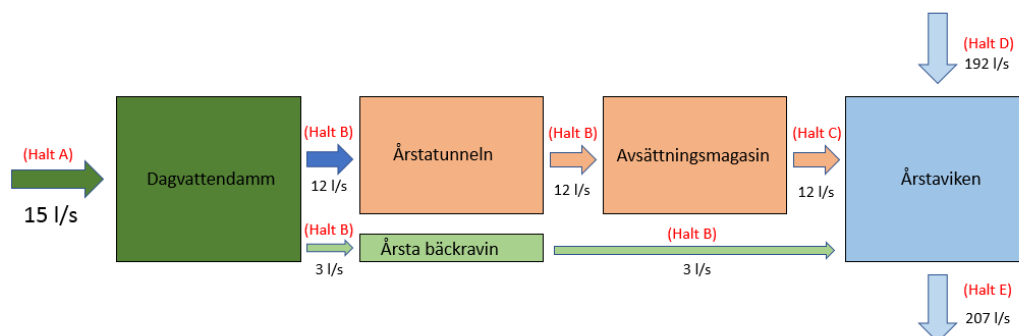 (Halt D)
192 l/s
(Halt A)
15 l/s
Dagvattendamm
(Halt B)
12 l/s
Årstatunneln
(Halt B)
12 l/s
Avsättningsmagasin
(Halt C)
12 l/s
Årstaviken
(Halt B)
3 l/s
Årsta bäckravin
(Halt B)
3 l/s
(Halt E)
207 l/s